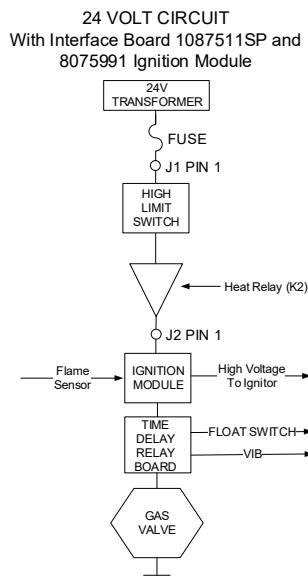 24 VOLT CIRCUIT
With Interface Board 1087511SP and
8075991 Ignition Module
24V
TRANSFORMER
FUSE
J1 PIN 1
HIGH
LIMIT
SWITCH
Heat Relay (K2)
J2 PIN 1
Flame
Sensor
IGNITION
MODULE
High Voltage
To Ignitor
TIME
DELAY
RELAY
BOARD
FLOAT SWITCH
VIB
GAS
VALVE